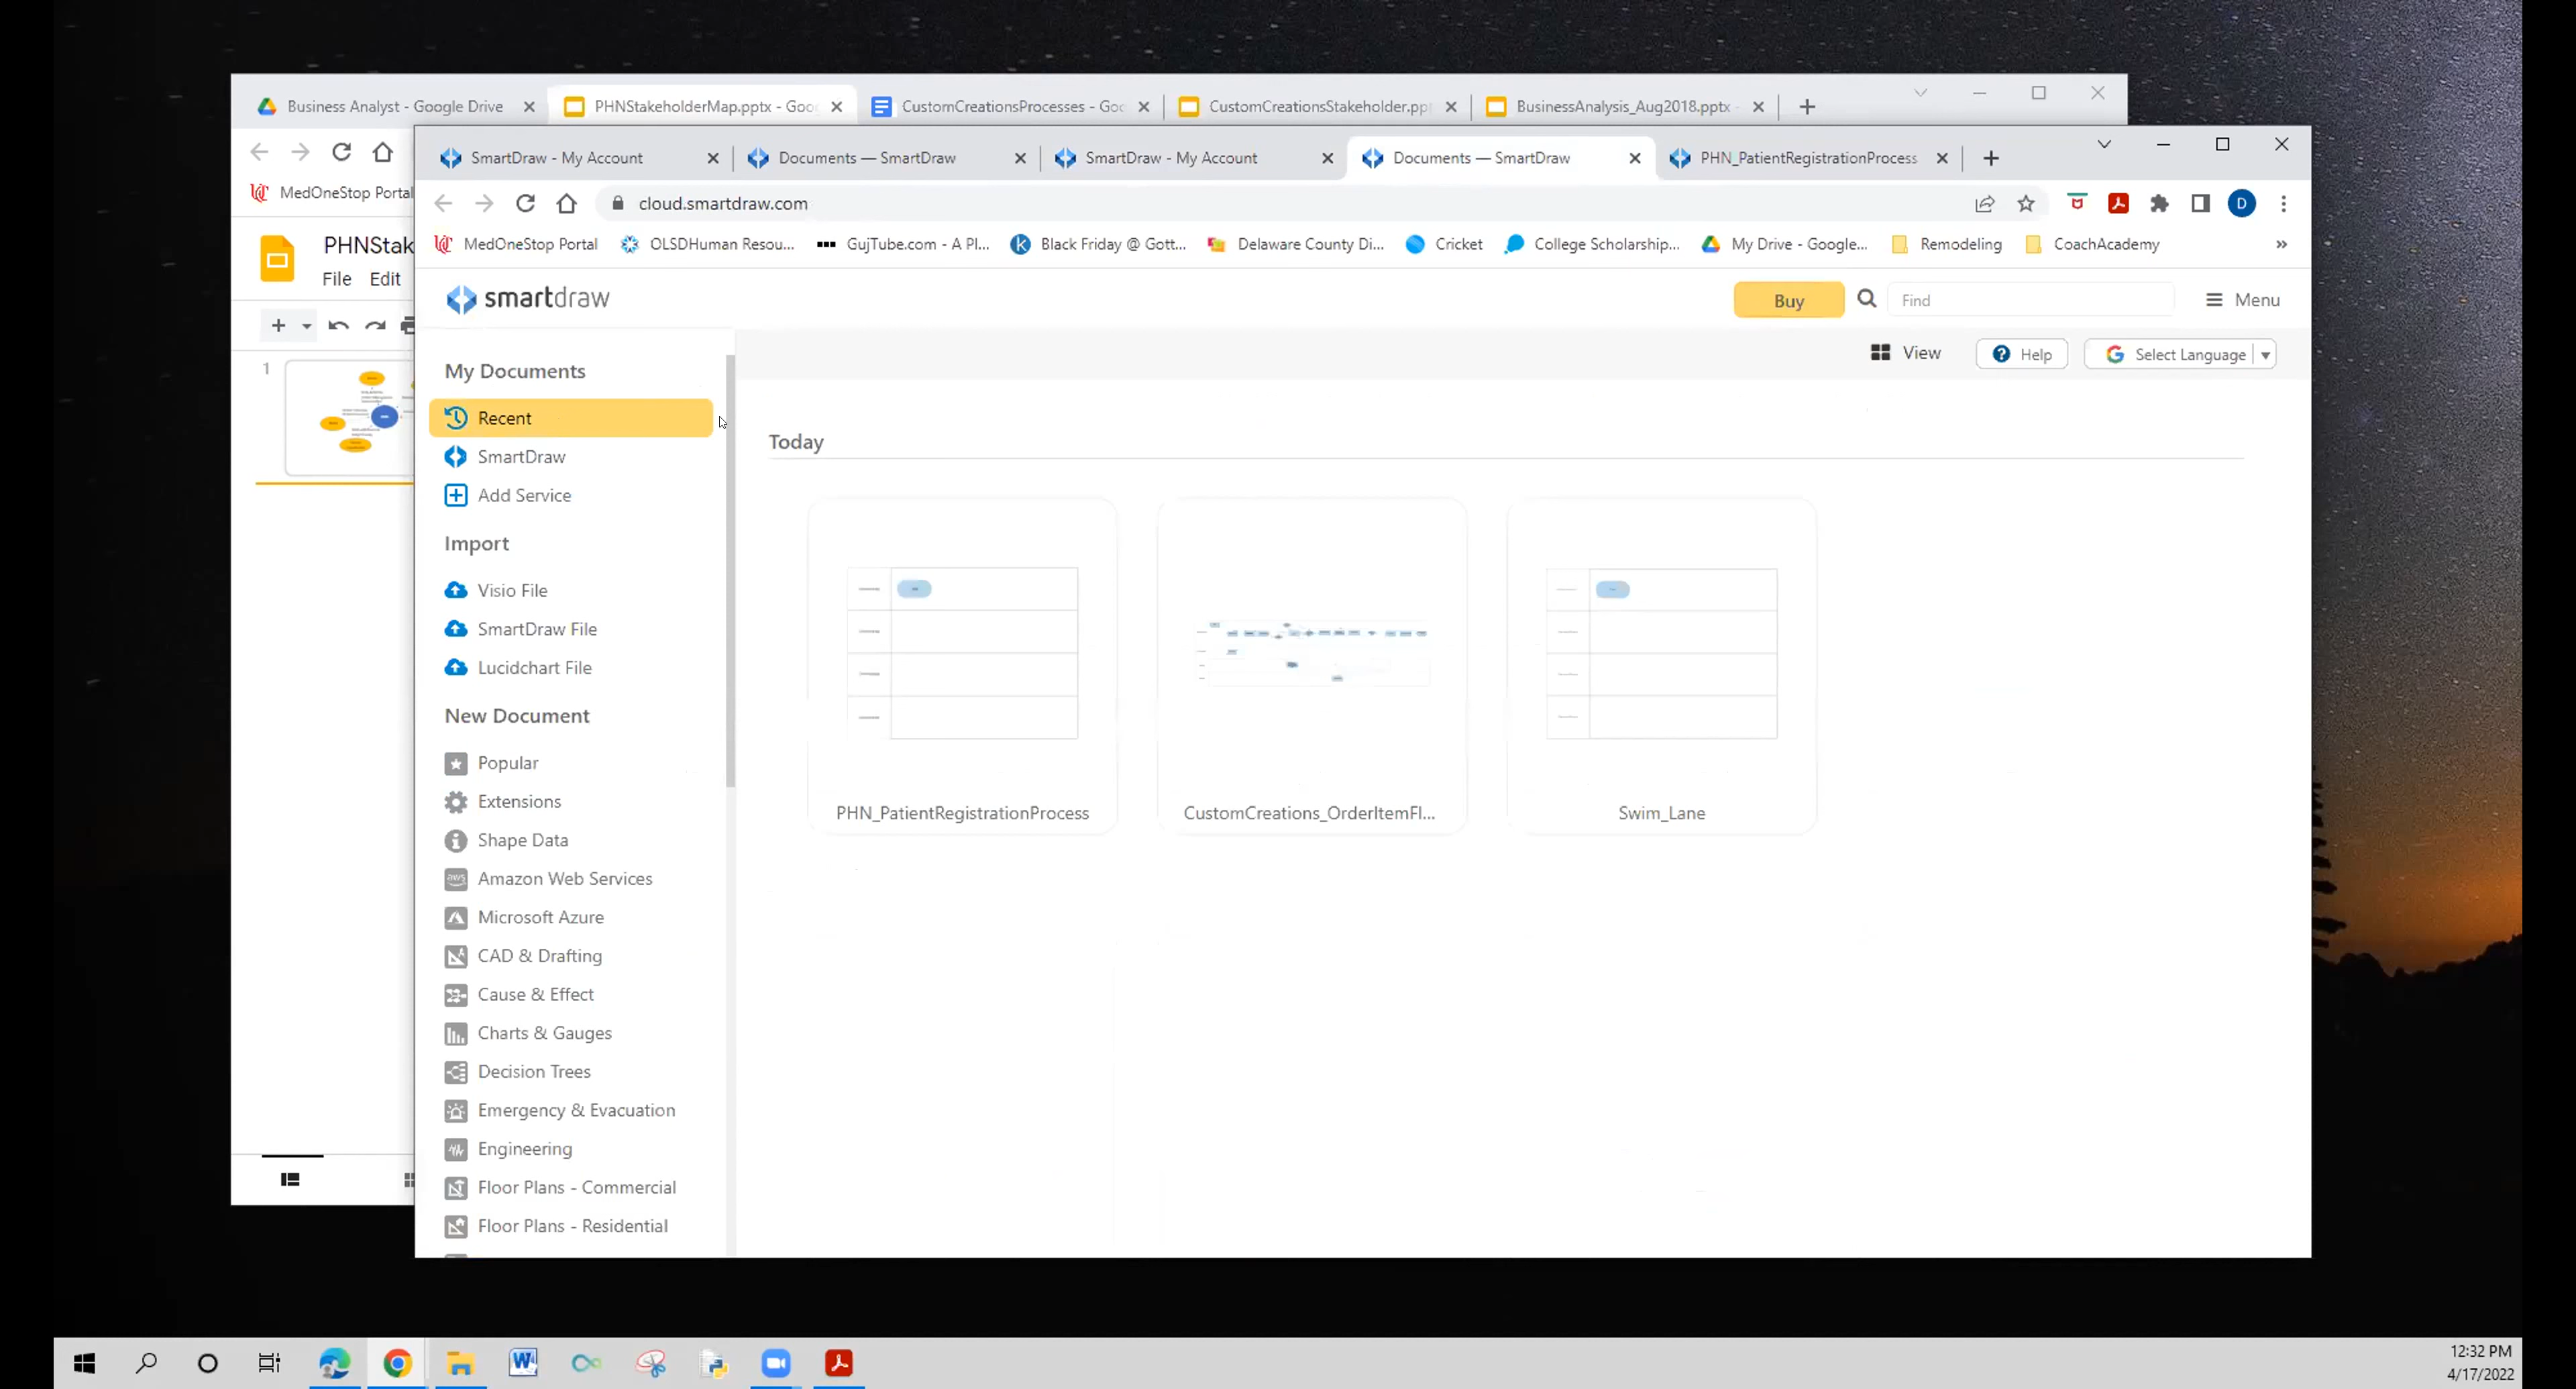 Business Analyst - Google Drive
PHNStakeholderMap.pptx - Goo
CustomCreationsProcesses - Goo
CustomCreationsStakeholder.ppt
BusinessAnalysis_Aug2018.pptx -
SmartDraw - My Account
Documents — SmartDraw
SmartDraw - My Account
Documents — SmartDraw
PHN_PatientRegistrationProcess
cloud.smartdraw.com
D
MedOneStop Portal
MedOneStop Portal
OLSDHuman Resou...
GujTube.com - A Pl...
Black Friday @ Gott...
Delaware County Di...
Cricket
College Scholarship...
My Drive - Google...
Remodeling
CoachAcademy
»
PHNStak
File
Edit
1
smartdraw
Buy
Find
Menu
View
Help
Select Language
My Documents
Recent
SmartDraw
Add Service
Import
Visio File
SmartDraw File
Lucidchart File
New Document
Popular
Extensions
Shape Data
aws
Amazon Web Services
Microsoft Azure
CAD & Drafting
Cause & Effect
Charts & Gauges
Decision Trees
Emergency & Evacuation
Engineering
Floor Plans - Commercial
Floor Plans - Residential
Today
PHN_PatientRegistrationProcess
CustomCreations_OrderItemFl...
Swim_Lane
12:32 PM
4/17/2022